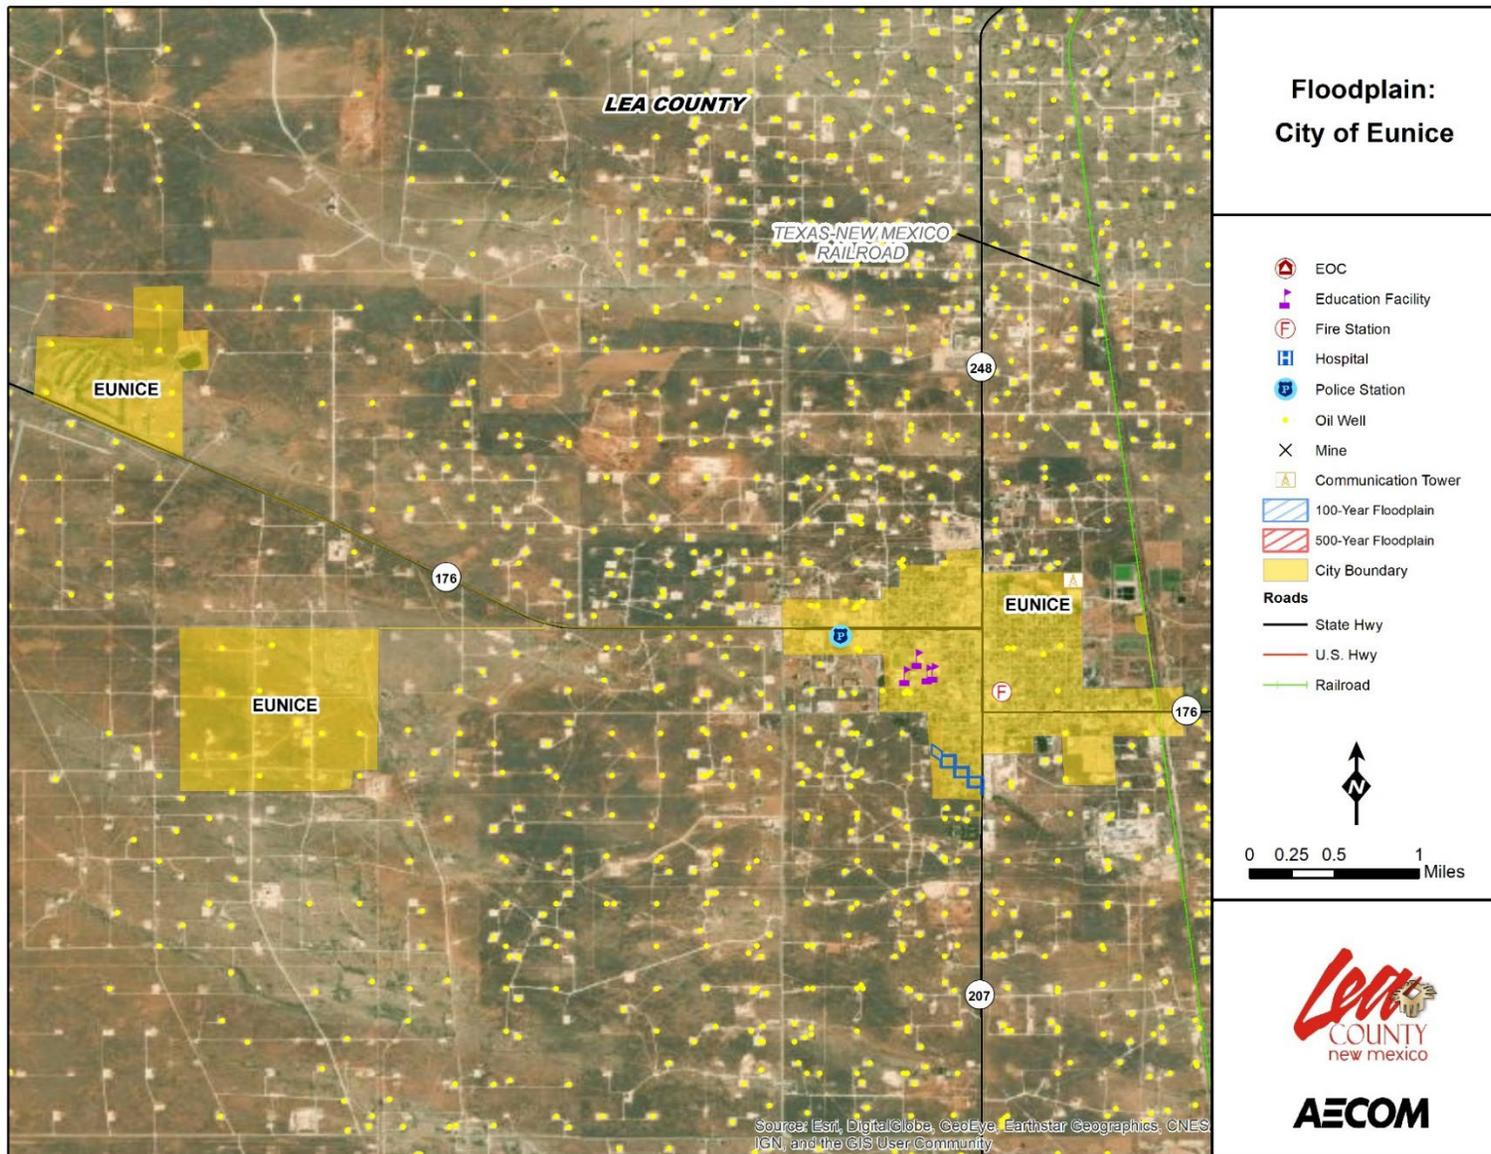 Floodplain:
City of Eunice
LEA COUNTY
TEXAS-NEW MEXICO
RAILROAD
248
EUNICE
176
EUNICE
P
EUNICE
F
176
207
Source: Esri, DigitalGlobe, GeoEye, Earthstar Geographics, CNES
IGN, and the GIS User Community
EOC
Education Facility
F Fire Station
H Hospital
P Police Station
Oil Well
Mine
Communication Tower
100-Year Floodplain
500-Year Floodplain
City Boundary
Roads
State Hwy
U.S. Hwy
Railroad
N
0 0.25 0.5 1
Miles
Lea
COUNTY
new mexico
AECOM